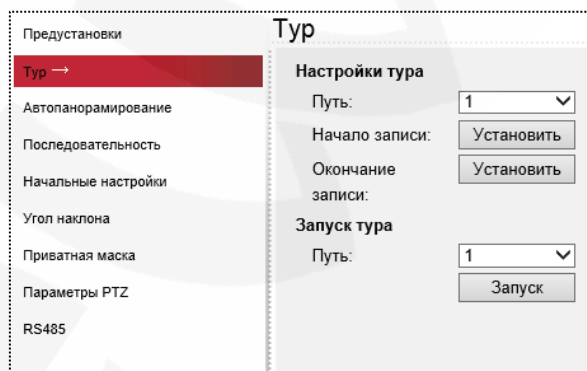 Предустановки
Тур →
Автопанорамирование
Последовательность
Начальные настройки
Угол наклона
Приватная маска
Параметры PTZ
RS485
Тур
Настройки тура
Путь: 1
Начало записи: Установить
Окончание Установить
записи:
Запуск тура
Путь: 1
Запуск